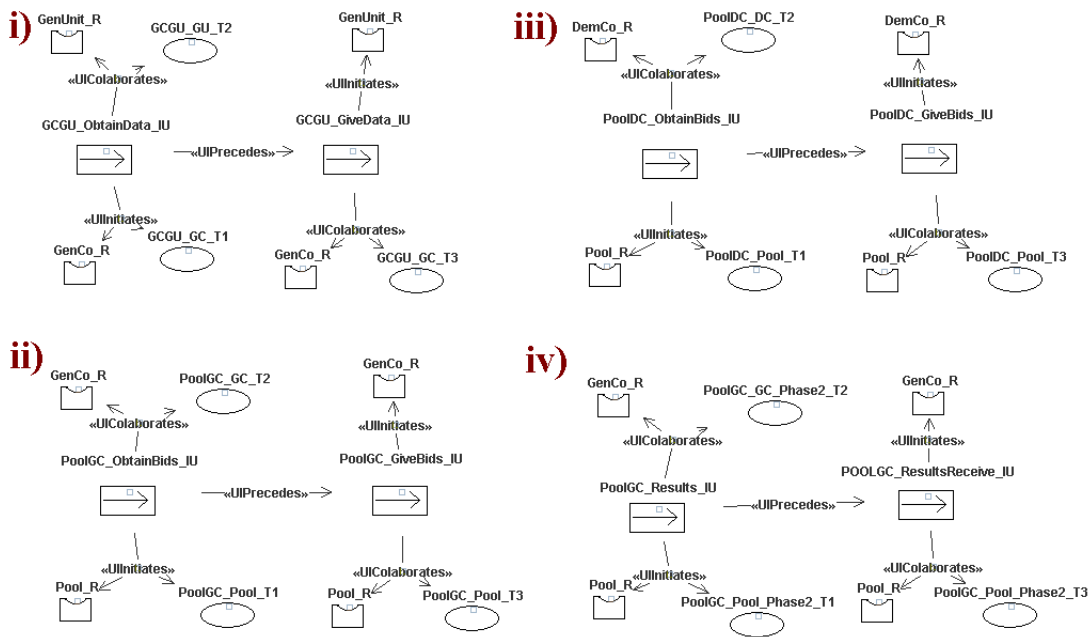 i)
GenUnit_R
GCGU_GU_T2
GenUnit_R
«UIColaborates»
«UIInitiates»
GCGU_ObtainData_IU
GCGU_GiveData_IU
«UIPrecedes»
«UIInitiates»
GCGU_GC_T1
GenCo_R
«UIColaborates»
GenCo_R
GCGU_GC_T3
iii)
DemCo_R
PoolDC_DC_T2
DemCo_R
«UIColaborates»
«UIInitiates»
PoolDC_ObtainBids_IU
PoolDC_GiveBids_IU
«UIPrecedes»
«UIInitiates»
Pool_R
PoolDC_Pool_T1
«UIColaborates»
Pool_R
PoolDC_Pool_T3
ii)
GenCo_R
PoolGC_GC_T2
GenCo_R
«UIColaborates»
«UIInitiates»
PoolGC_ObtainBids_IU
PoolGC_GiveBids_IU
«UIPrecedes»
«UIInitiates»
Pool_R
PoolGC_Pool_T1
«UIColaborates»
Pool_R
PoolGC_Pool_T3
iv)
GenCo_R
PoolGC_GC_Phase2_T2
GenCo_R
«UIColaborates»
«UIInitiates»
PoolGC_Results_IU
POOLGC_ResultsReceive_IU
«UIPrecedes»
«UIInitiates»
Pool_R
PoolGC_Pool_Phase2_T1
«UIColaborates»
Pool_R
PoolGC_Pool_Phase2_T3